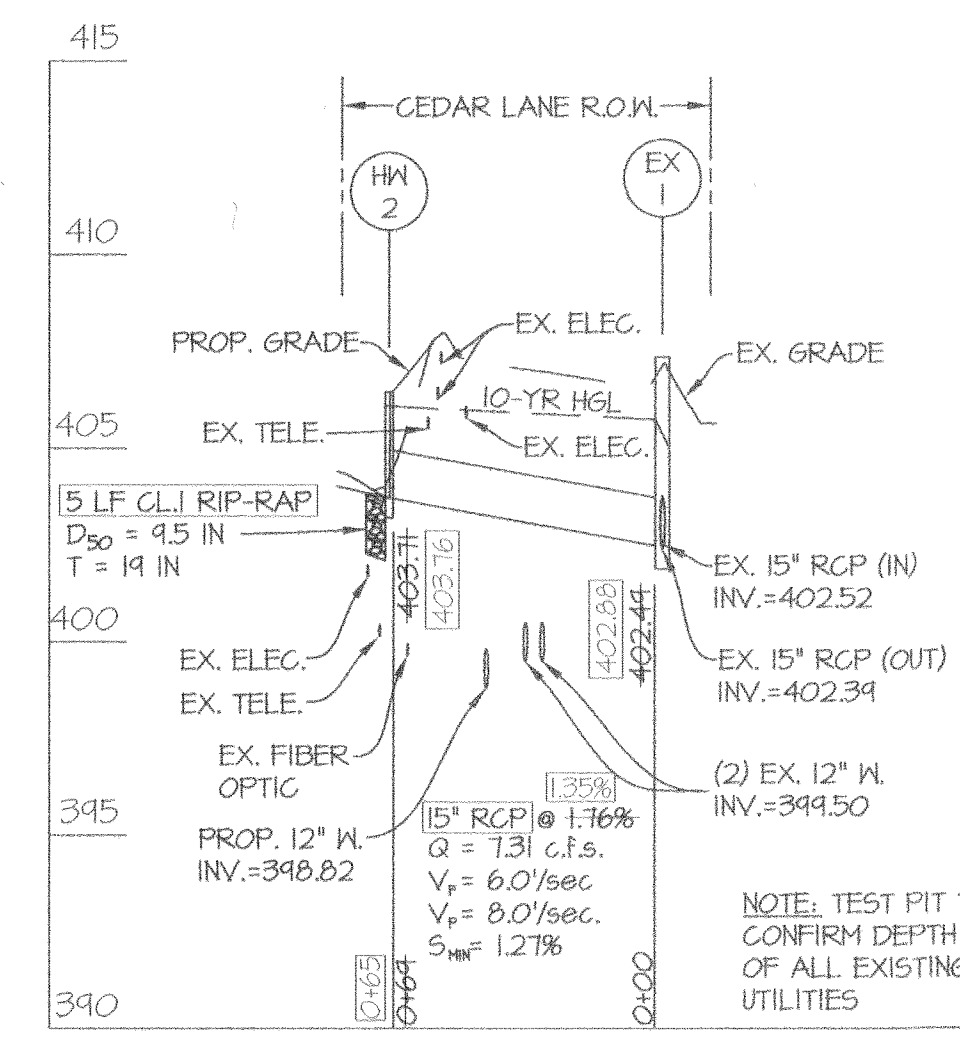 415
CEDAR LANE R.O.W.
HW
2
EX
1
410
EX. ELEC.
PROP. GRADE
EX. GRADE
10-YR HGL
405
EX. TELE.
EX. ELEC.
5 LF CL.I RIP-RAP
D50 = 9.5 IN
T = 19 IN
403.71
403.76
402.88
402.49
EX. 15" RCP (IN)
INV.=402.52
400
EX. ELEC.
EX. 15" RCP (OUT)
INV.=402.39
EX. TELE.
EX. FIBER
OPTIC
(2) EX. 12" W.
INV.=399.50
1.35%
395
PROP. 12" W.
INV.=398.82
15" RCP @ 1.76%
Q = 7.31 c.f.s.
VP= 6.0'/sec
VP= 8.0'/sec.
SMIN= 1.27%
NOTE: TEST PIT
CONFIRM DEPTH
OF ALL EXISTING
UTILITIES
0+65
0+69
0+00
390